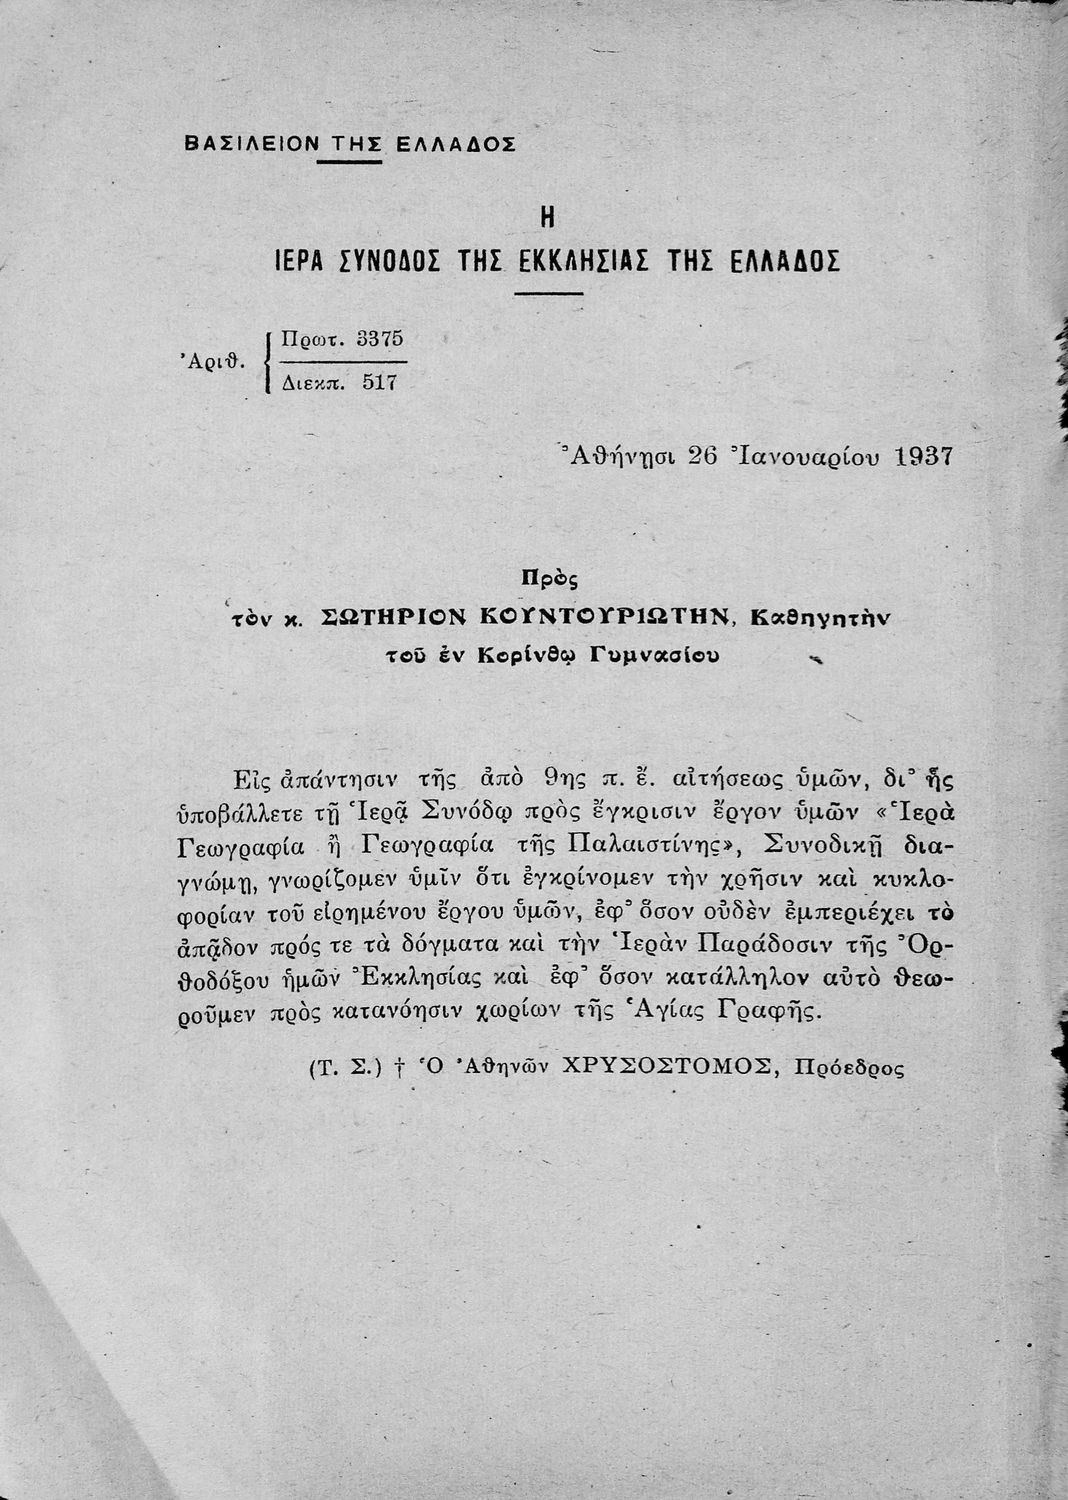 ΒΑΣΙΛΕΙΟΝ ΤΗΣ ΕΛΛΑΔΟΣ
Η
ΙΕΡΑ ΣΥΝΟΔΟΣ ΤΗΣ ΕΚΚΛΗΣΙΑΣ ΤΗΣ ΕΛΛΑΔΟΣ
Ἀριθ. { Πρωτ. 3375
Διεκπ. 517
Ἀθήνῃσι 26 Ἰανουαρίου 1937
Πρὸς
τὸν κ. ΣΩΤΗΡΙΟΝ ΚΟΥΝΤΟΥΡΙΩΤΗΝ, Καθηγητὴν
τοῦ ἐν Κορίνθῳ Γυμνασίου
Εἰς ἀπάντησιν τῆς ἀπὸ 9ης π. ἔ. αἰτήσεως ὑμῶν, δι᾽ ἧς
ὑποβάλλετε τῇ Ἱερᾷ Συνόδῳ πρὸς ἔγκρισιν ἔργον ὑμῶν «Ἱερὰ
Γεωγραφία ἢ Γεωγραφία τῆς Παλαιστίνης», Συνοδικῇ δια-
γνώμῃ, γνωρίζομεν ὑμῖν ὅτι ἐγκρίνομεν τὴν χρῆσιν καὶ κυκλο-
φορίαν τοῦ εἰρημένου ἔργου ὑμῶν, ἐφ᾽ ὅσον οὐδὲν ἐμπεριέχει τὸ
ἀπᾷδον πρός τε τὰ δόγματα καὶ τὴν Ἱερὰν Παράδοσιν τῆς Ὀρ-
θοδόξου ἡμῶν Ἐκκλησίας καὶ ἐφ᾽ ὅσον κατάλληλον αὐτὸ θεω-
ροῦμεν πρὸς κατανόησιν χωρίων τῆς Ἁγίας Γραφῆς.
(Τ. Σ.) † Ὁ Ἀθηνῶν ΧΡΥΣΟΣΤΟΜΟΣ, Πρόεδρος